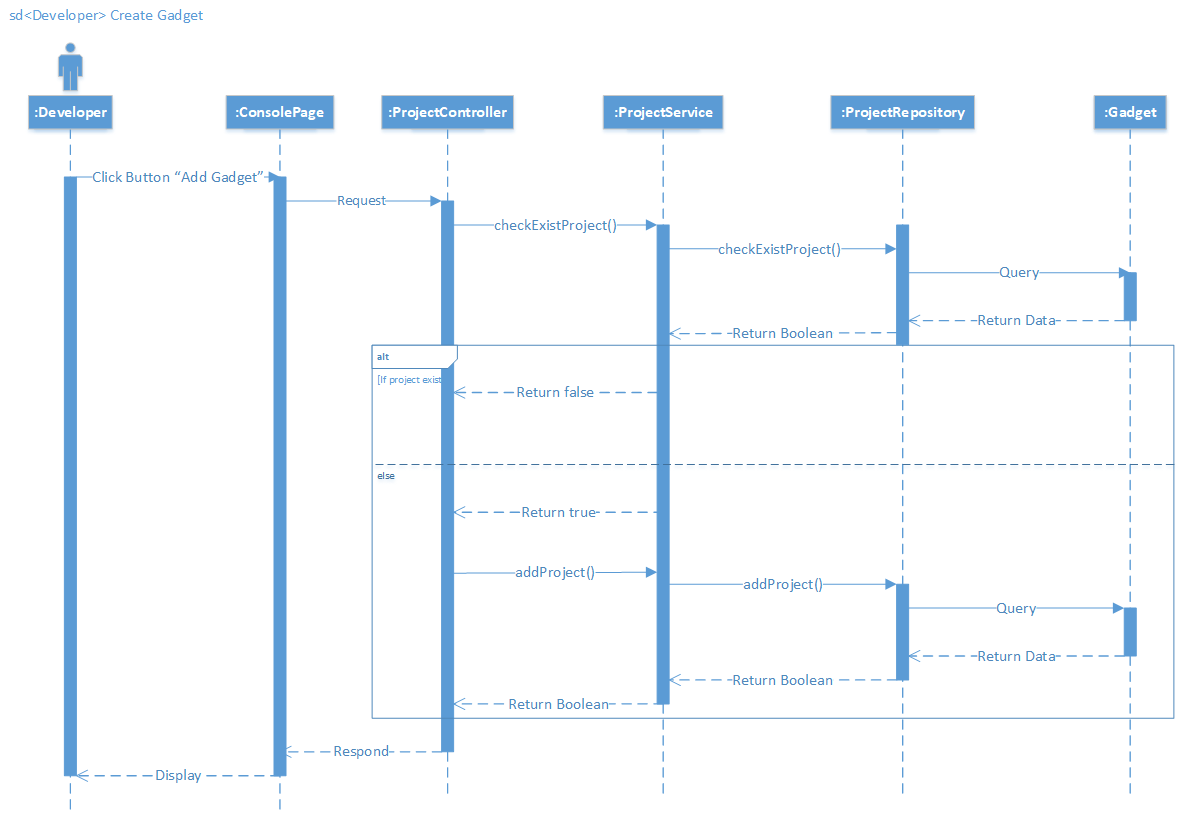 sd<Developer> Create Gadget
:Developer
:ConsolePage
:ProjectController
:ProjectService
:ProjectRepository
:Gadget
Click Button “Add Gadget”
Request
checkExistProject()
checkExistProject()
Query
Return Data
Return Boolean
alt
[If project exist
Return false
else
Return true
addProject()
addProject()
Query
Return Data
Return Boolean
Return Boolean
Respond
Display